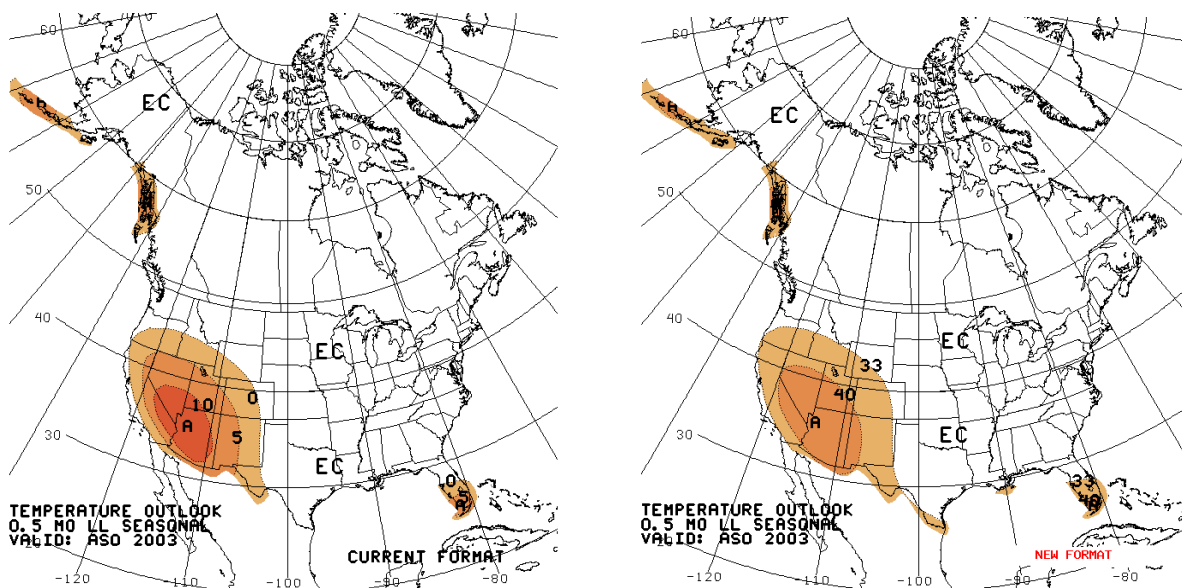 60
EC
50
40
EC
0
10
A
5
30
EC
0
5
A
TEMPERATURE OUTLOOK
0.5 MO LL SEASONAL
VALID: ASO 2003
CURRENT FORMAT
-120
-110
-100
-90
-80
60
A
EC
50
40
EC
33
40
A
EC
30
33
40
A
TEMPERATURE OUTLOOK
0.5 MO LL SEASONAL
VALID: ASO 2003
NEW FORMAT
-120
-110
-100
-90
-80